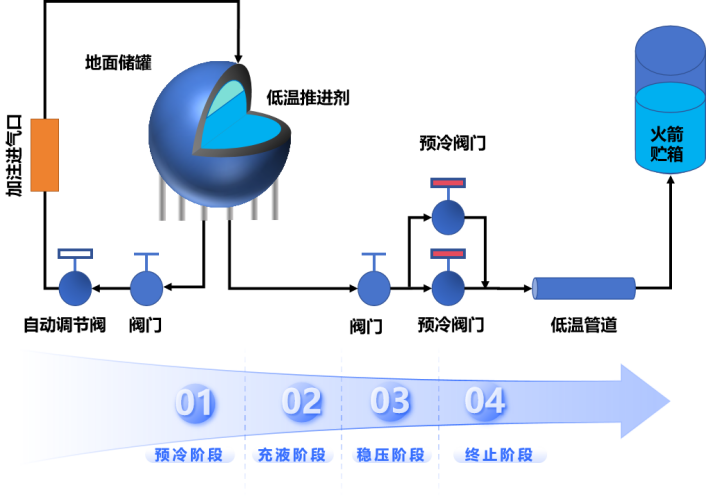 地面储罐
低温推进剂
加注进气口
预冷阀门
火箭
贮箱
自动调节阀
阀门
阀门
预冷阀门
低温管道
01
02
03
04
预冷阶段
充液阶段
稳压阶段
终止阶段